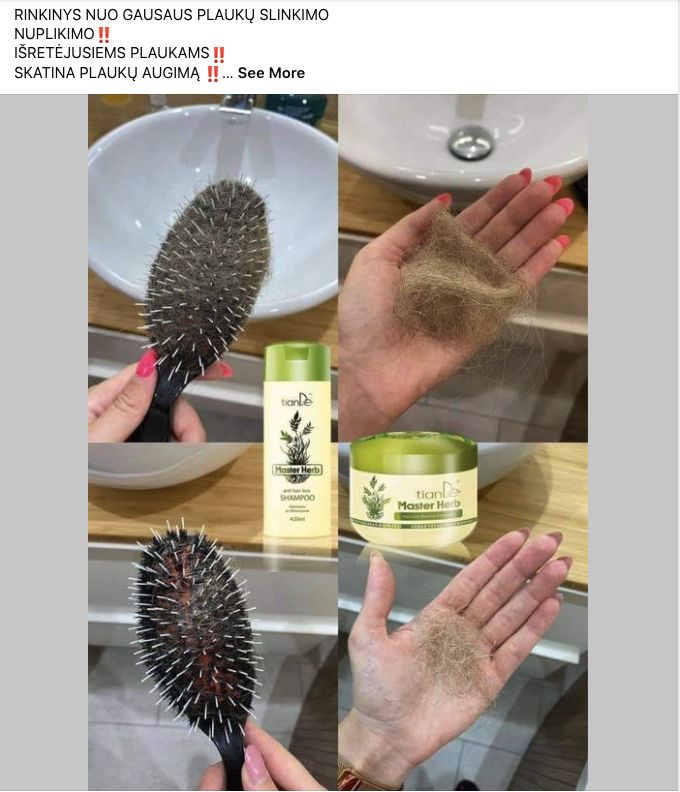 RINKINYS NUO GAUSAUS PLAUKŲ SLINKIMO
NUPLIKIMO‼️
IŠRETĖJUSIEMS PLAUKAMS‼️
SKATINA PLAUKŲ AUGIMĄ ‼️... See More
tianDe
Master Herb
anti hair loss
SHAMPOO
420ml
tianDe
Master Herb